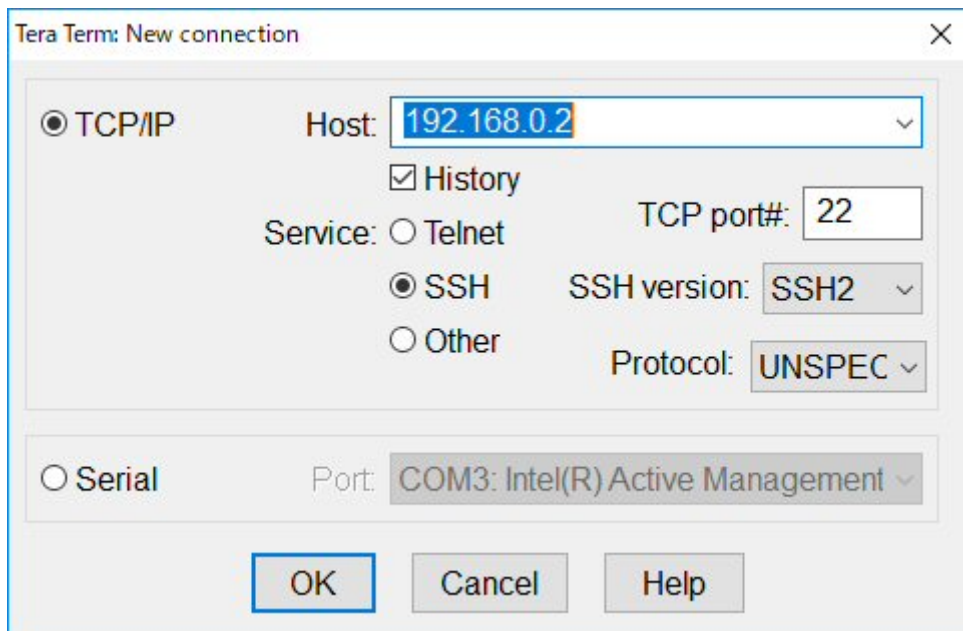 Tera Term: New connection
TCP/IP
Host: 192.168.0.2
History
TCP port#: 22
Service: Telnet
SSH
SSH version: SSH2
Other
Protocol: UNSPEC
Serial
Port: COM3: Intel(R) Active Management
OK Cancel Help